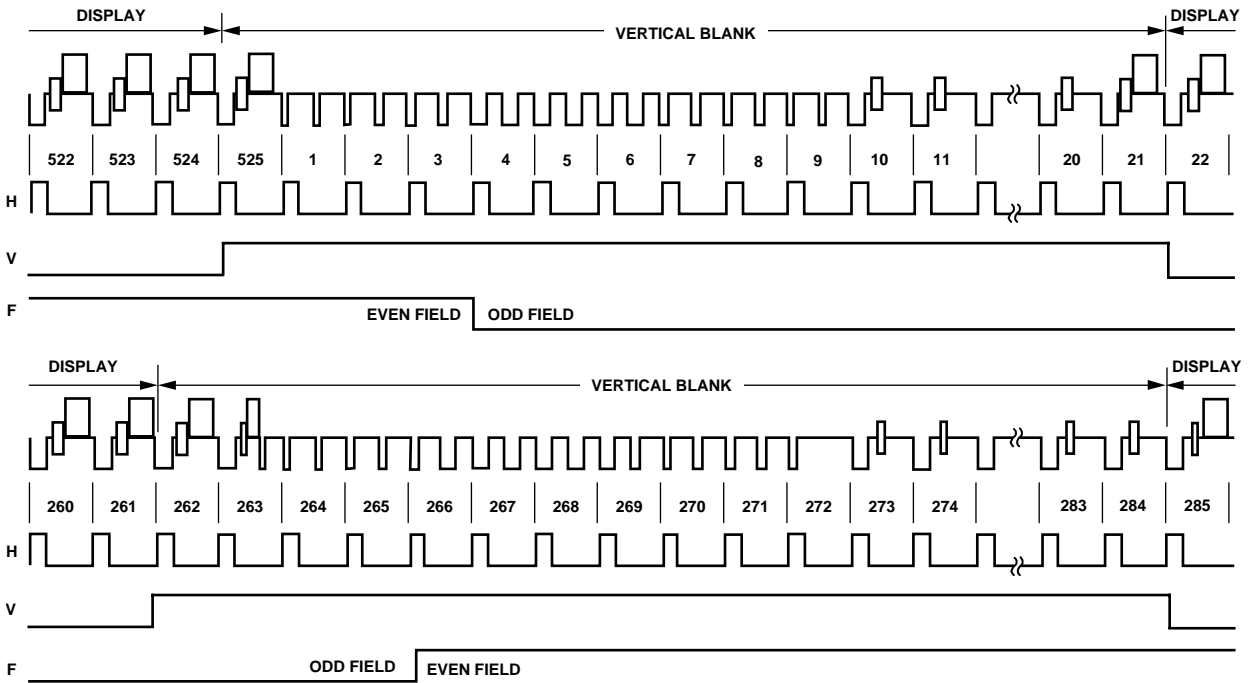 DISPLAY VERTICAL BLANK DISPLAY
522 523 524 525 1 2 3 4 5 6 7 8 9 10 11 20 21 22
H
V
F EVEN FIELD ODD FIELD
DISPLAY VERTICAL BLANK DISPLAY
260 261 262 263 264 265 266 267 268 269 270 271 272 273 274 283 284 285
H
V
F ODD FIELD EVEN FIELD